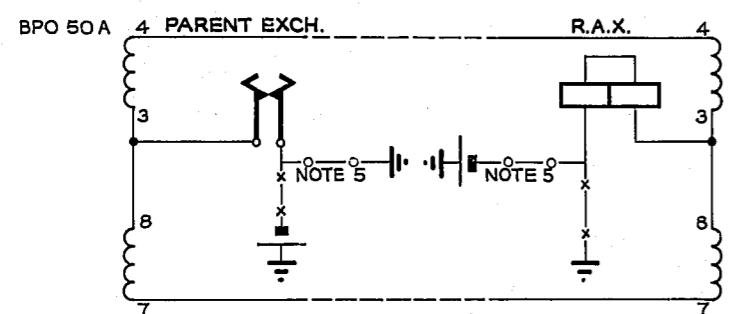 BPO 50 A 4 PARENT EXCH. R.A.X. 4
3 3
NOTE 5 NOTE 5
8 8
7 7